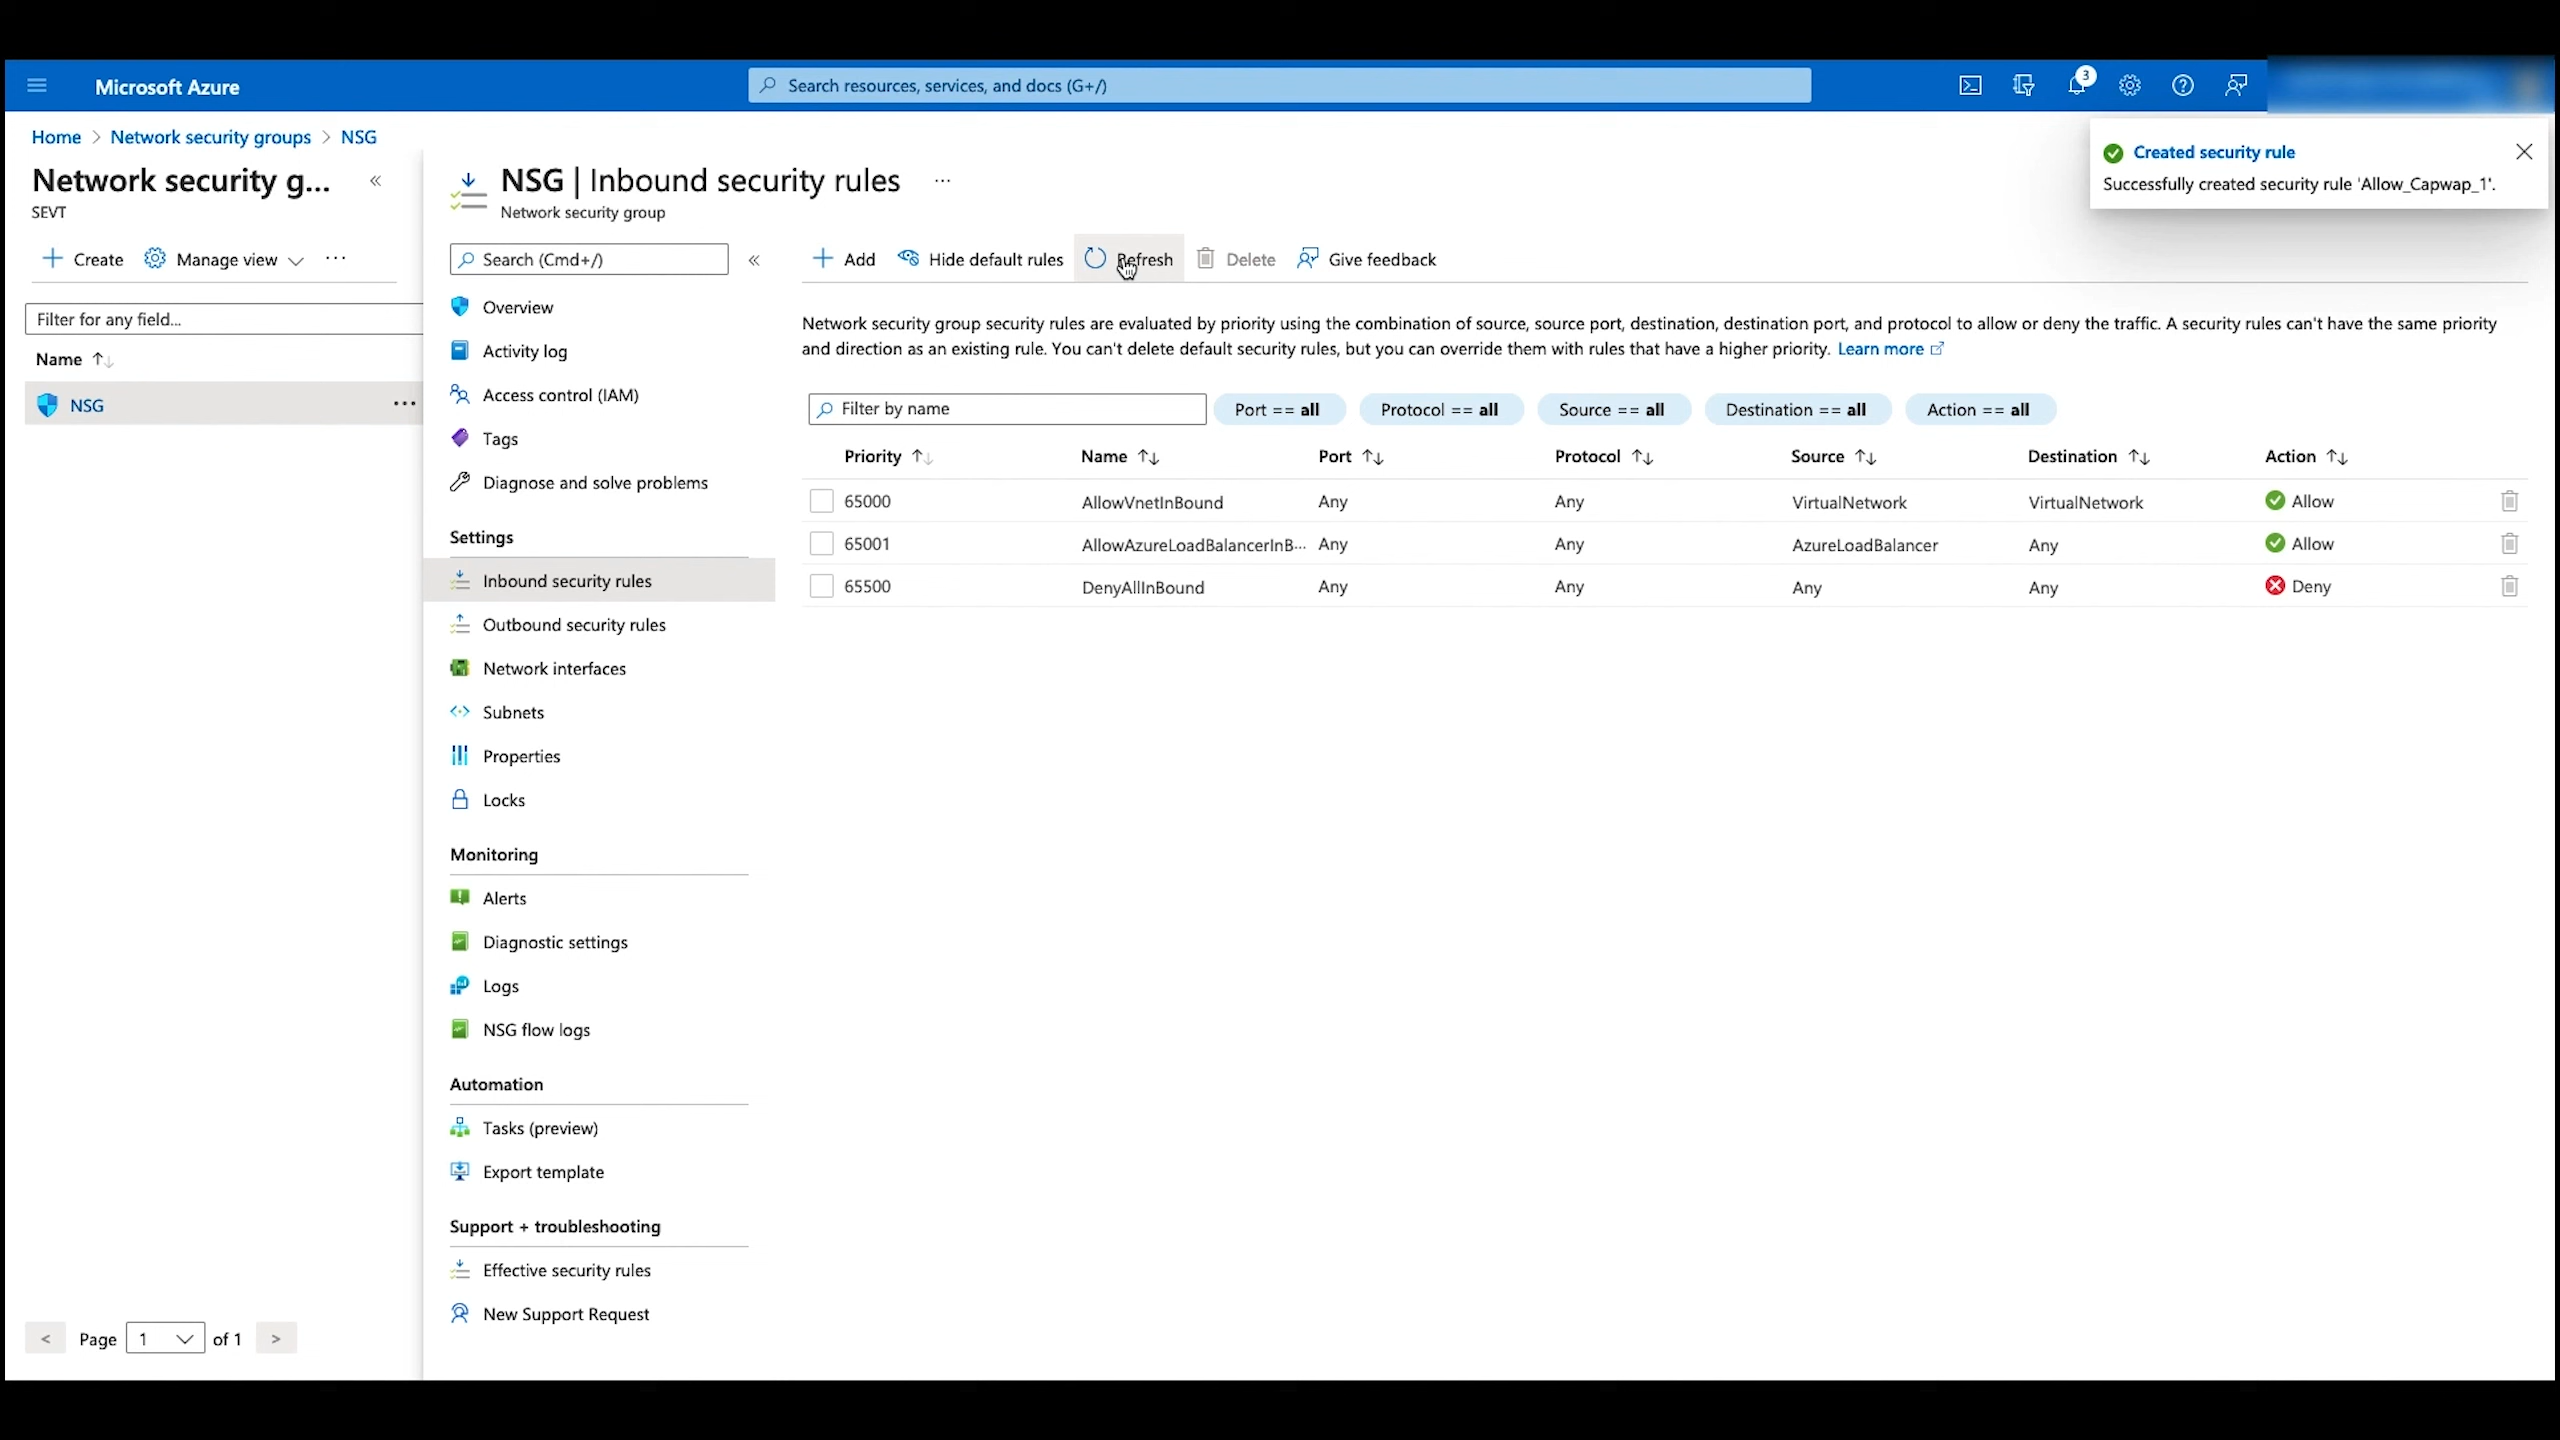 Microsoft Azure
Search resources, services, and docs (G+/)
3
Home > Network security groups > NSG
Created security rule
Successfully created security rule 'Allow_Capwap_1'.
Network security g...
SEVT
NSG | Inbound security rules
Network security group
Create
Manage view
Search (Cmd+/)
Add
Hide default rules
Refresh
Delete
Give feedback
Filter for any field...
Name
NSG
Overview
Activity log
Access control (IAM)
Tags
Diagnose and solve problems
Settings
Inbound security rules
Outbound security rules
Network interfaces
Subnets
Properties
Locks
Monitoring
Alerts
Diagnostic settings
Logs
NSG flow logs
Automation
Tasks (preview)
Export template
Support + troubleshooting
Effective security rules
New Support Request
Network security group security rules are evaluated by priority using the combination of source, source port, destination, destination port, and protocol to allow or deny the traffic. A security rules can't have the same priority
and direction as an existing rule. You can't delete default security rules, but you can override them with rules that have a higher priority. Learn more
Filter by name
Port == all
Protocol == all
Source == all
Destination == all
Action == all
Priority Name Port Protocol Source Destination Action
65000 AllowVnetInBound Any Any VirtualNetwork VirtualNetwork Allow
65001 AllowAzureLoadBalancerInB... Any Any AzureLoadBalancer Any Allow
65500 DenyAllInBound Any Any Any Any Deny
< Page 1 of 1 >